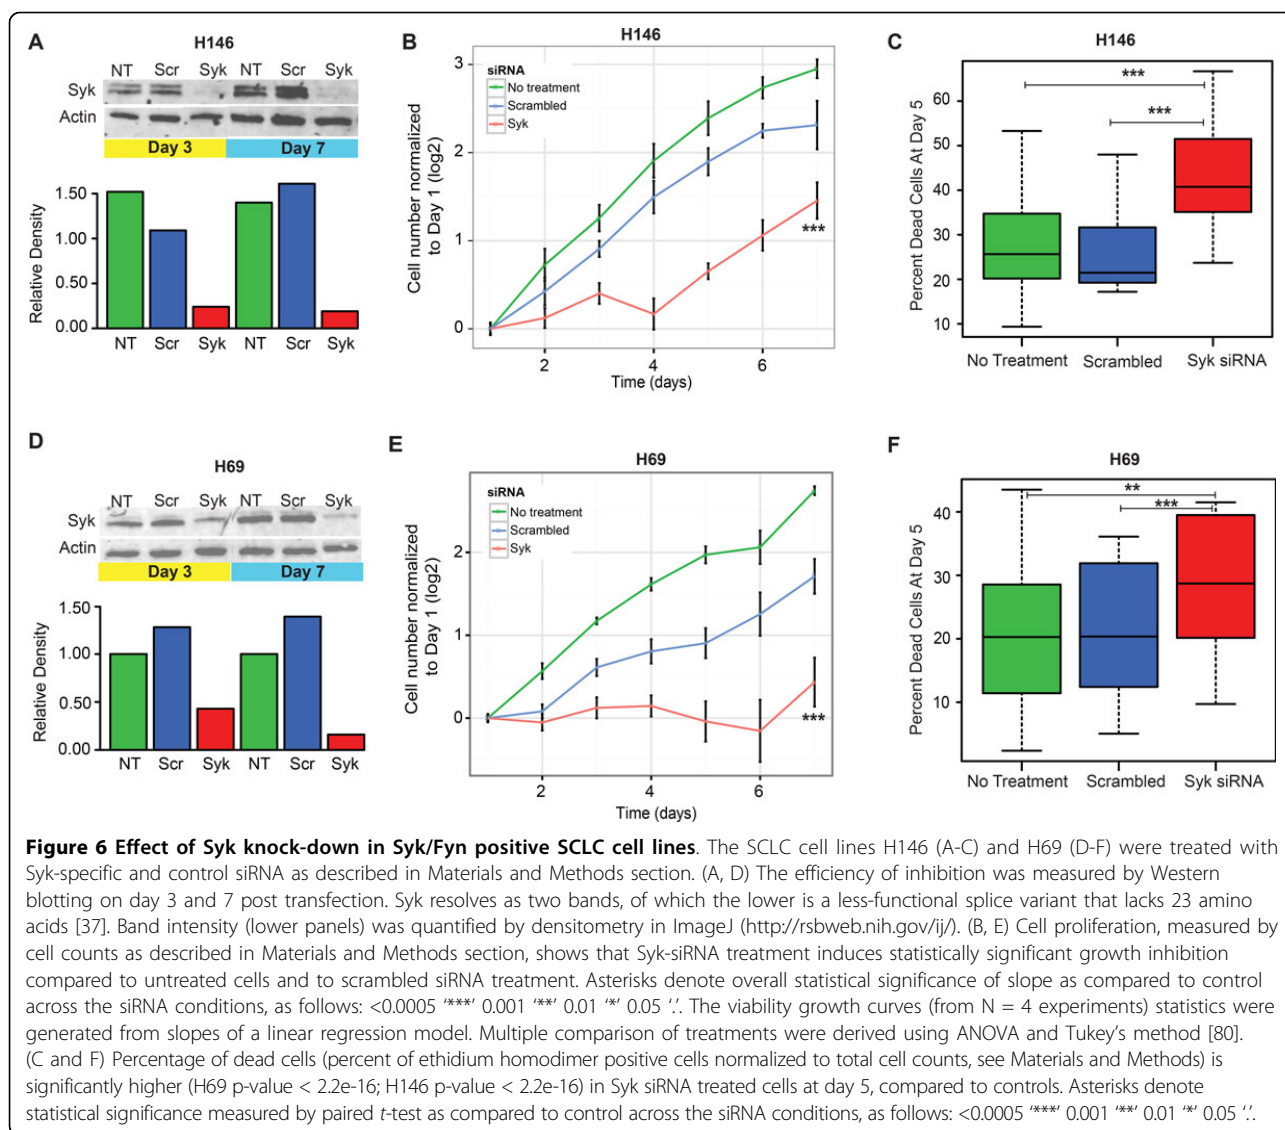 A
H146
NT Scr Syk NT Scr Syk
Syk
Actin
Day 3 Day 7
Relative Density
1.50
1.00
0.50
0.00
NT Scr Syk NT Scr Syk
B
H146
siRNA
No treatment
Scrambled
Syk
Cell number normalized
to Day 1 (log2)
3
2
1
0
***
2 4 6
Time (days)
C
H146
***
***
Percent Dead Cells At Day 5
60
50
40
30
20
10
No Treatment Scrambled Syk siRNA
D
H69
NT Scr Syk NT Scr Syk
Syk
Actin
Day 3 Day 7
Relative Density
1.50
1.00
0.50
0.00
NT Scr Syk NT Scr Syk
E
H69
siRNA
No treatment
Scrambled
Syk
Cell number normalized
to Day 1 (log2)
2
1
0
***
2 4 6
Time (days)
F
H69
**
***
Percent Dead Cells At Day 5
40
30
20
10
No Treatment Scrambled Syk siRNA
Figure 6 Effect of Syk knock-down in Syk/Fyn positive SCLC cell lines. The SCLC cell lines H146 (A-C) and H69 (D-F) were treated with
Syk-specific and control siRNA as described in Materials and Methods section. (A, D) The efficiency of inhibition was measured by Western
blotting on day 3 and 7 post transfection. Syk resolves as two bands, of which the lower is a less-functional splice variant that lacks 23 amino
acids [37]. Band intensity (lower panels) was quantified by densitometry in ImageJ (http://rsbweb.nih.gov/ij/). (B, E) Cell proliferation, measured by
cell counts as described in Materials and Methods section, shows that Syk-siRNA treatment induces statistically significant growth inhibition
compared to untreated cells and to scrambled siRNA treatment. Asterisks denote overall statistical significance of slope as compared to control
across the siRNA conditions, as follows: <0.0005 ‘***’ 0.001 ‘**’ 0.01 ‘*’ 0.05 ‘.’. The viability growth curves (from N = 4 experiments) statistics were
generated from slopes of a linear regression model. Multiple comparison of treatments were derived using ANOVA and Tukey’s method [80].
(C and F) Percentage of dead cells (percent of ethidium homodimer positive cells normalized to total cell counts, see Materials and Methods) is
significantly higher (H69 p-value < 2.2e-16; H146 p-value < 2.2e-16) in Syk siRNA treated cells at day 5, compared to controls. Asterisks denote
statistical significance measured by paired t-test as compared to control across the siRNA conditions, as follows: <0.0005 ‘***’ 0.001 ‘**’ 0.01 ‘*’ 0.05 ‘.’.